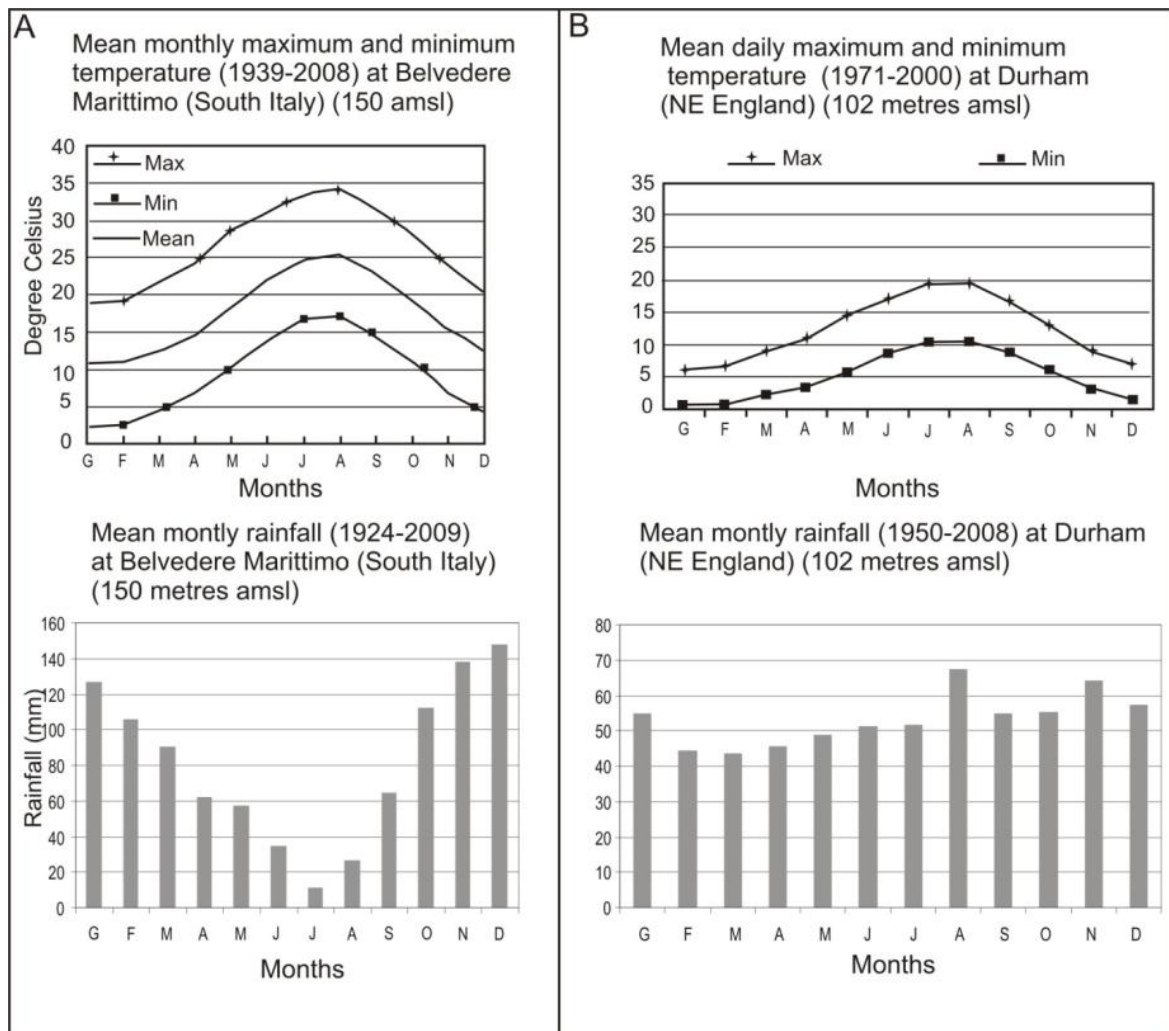 A
Mean monthly maximum and minimum
temperature (1939-2008) at Belvedere
Marittimo (South Italy) (150 amsl)
40
35
30
25
20
15
10
5
0
Degree Celsius
Max
Min
Mean
G F M A M J J A S O N D
Months
Mean montly rainfall (1924-2009)
at Belvedere Marittimo (South Italy)
(150 metres amsl)
160
140
120
100
80
60
40
20
0
Rainfall (mm)
G F M A M J J A S O N D
Months
B
Mean daily maximum and minimum
temperature (1971-2000) at Durham
(NE England) (102 metres amsl)
Max Min
35
30
25
20
15
10
5
0
G F M A M J J A S O N D
Months
Mean montly rainfall (1950-2008) at Durham
(NE England) (102 metres amsl)
80
70
60
50
40
30
20
10
0
G F M A M J J A S O N D
Months